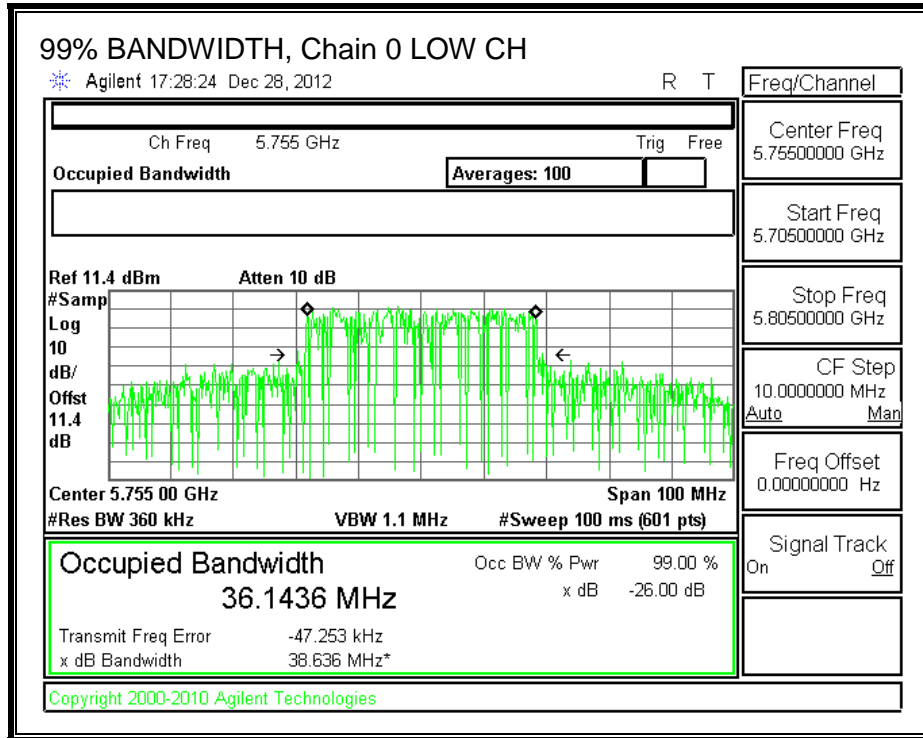 99% BANDWIDTH, Chain 0 LOW CH
Agilent 17:28:24 Dec 28, 2012 R T
Ch Freq 5.755 GHz Trig Free
Occupied Bandwidth Averages: 100
Ref 11.4 dBm Atten 10 dB
#Samp
Log
10
dB/
Offst
11.4
dB
Center 5.755 00 GHz Span 100 MHz
#Res BW 360 kHz VBW 1.1 MHz #Sweep 100 ms (601 pts)
Occupied Bandwidth Occ BW % Pwr 99.00 %
36.1436 MHz x dB -26.00 dB
Transmit Freq Error -47.253 kHz
x dB Bandwidth 38.636 MHz*
Copyright 2000-2010 Agilent Technologies
Freq/Channel
Center Freq
5.75500000 GHz
Start Freq
5.70500000 GHz
Stop Freq
5.80500000 GHz
CF Step
10.0000000 MHz
Auto Man
Freq Offset
0.00000000 Hz
Signal Track
On Off